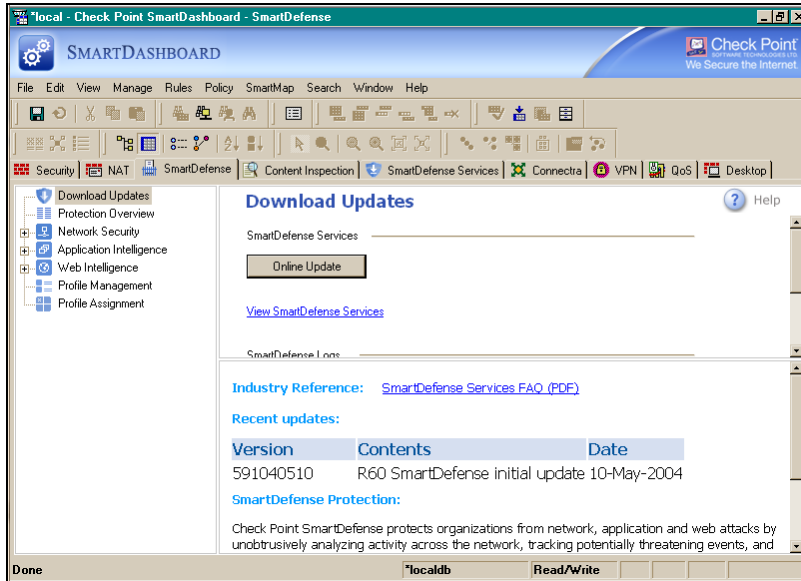 *local - Check Point SmartDashboard - SmartDefense
SMARTDASHBOARD
Check Point
SOFTWARE TECHNOLOGIES LTD.
We Secure the Internet.
File Edit View Manage Rules Policy SmartMap Search Window Help
Security NAT SmartDefense Content Inspection SmartDefense Services Connectra VPN QoS Desktop
Download Updates
Protection Overview
Network Security
Application Intelligence
Web Intelligence
Profile Management
Profile Assignment
Download Updates
Help
SmartDefense Services
Online Update
View SmartDefense Services
SmartDefense Logs
Industry Reference: SmartDefense Services FAQ (PDF)
Recent updates:
Version Contents Date
591040510 R60 SmartDefense initial update 10-May-2004
SmartDefense Protection:
Check Point SmartDefense protects organizations from network, application and web attacks by
unobtrusively analyzing activity across the network, tracking potentially threatening events, and
Done *localdb Read/Write